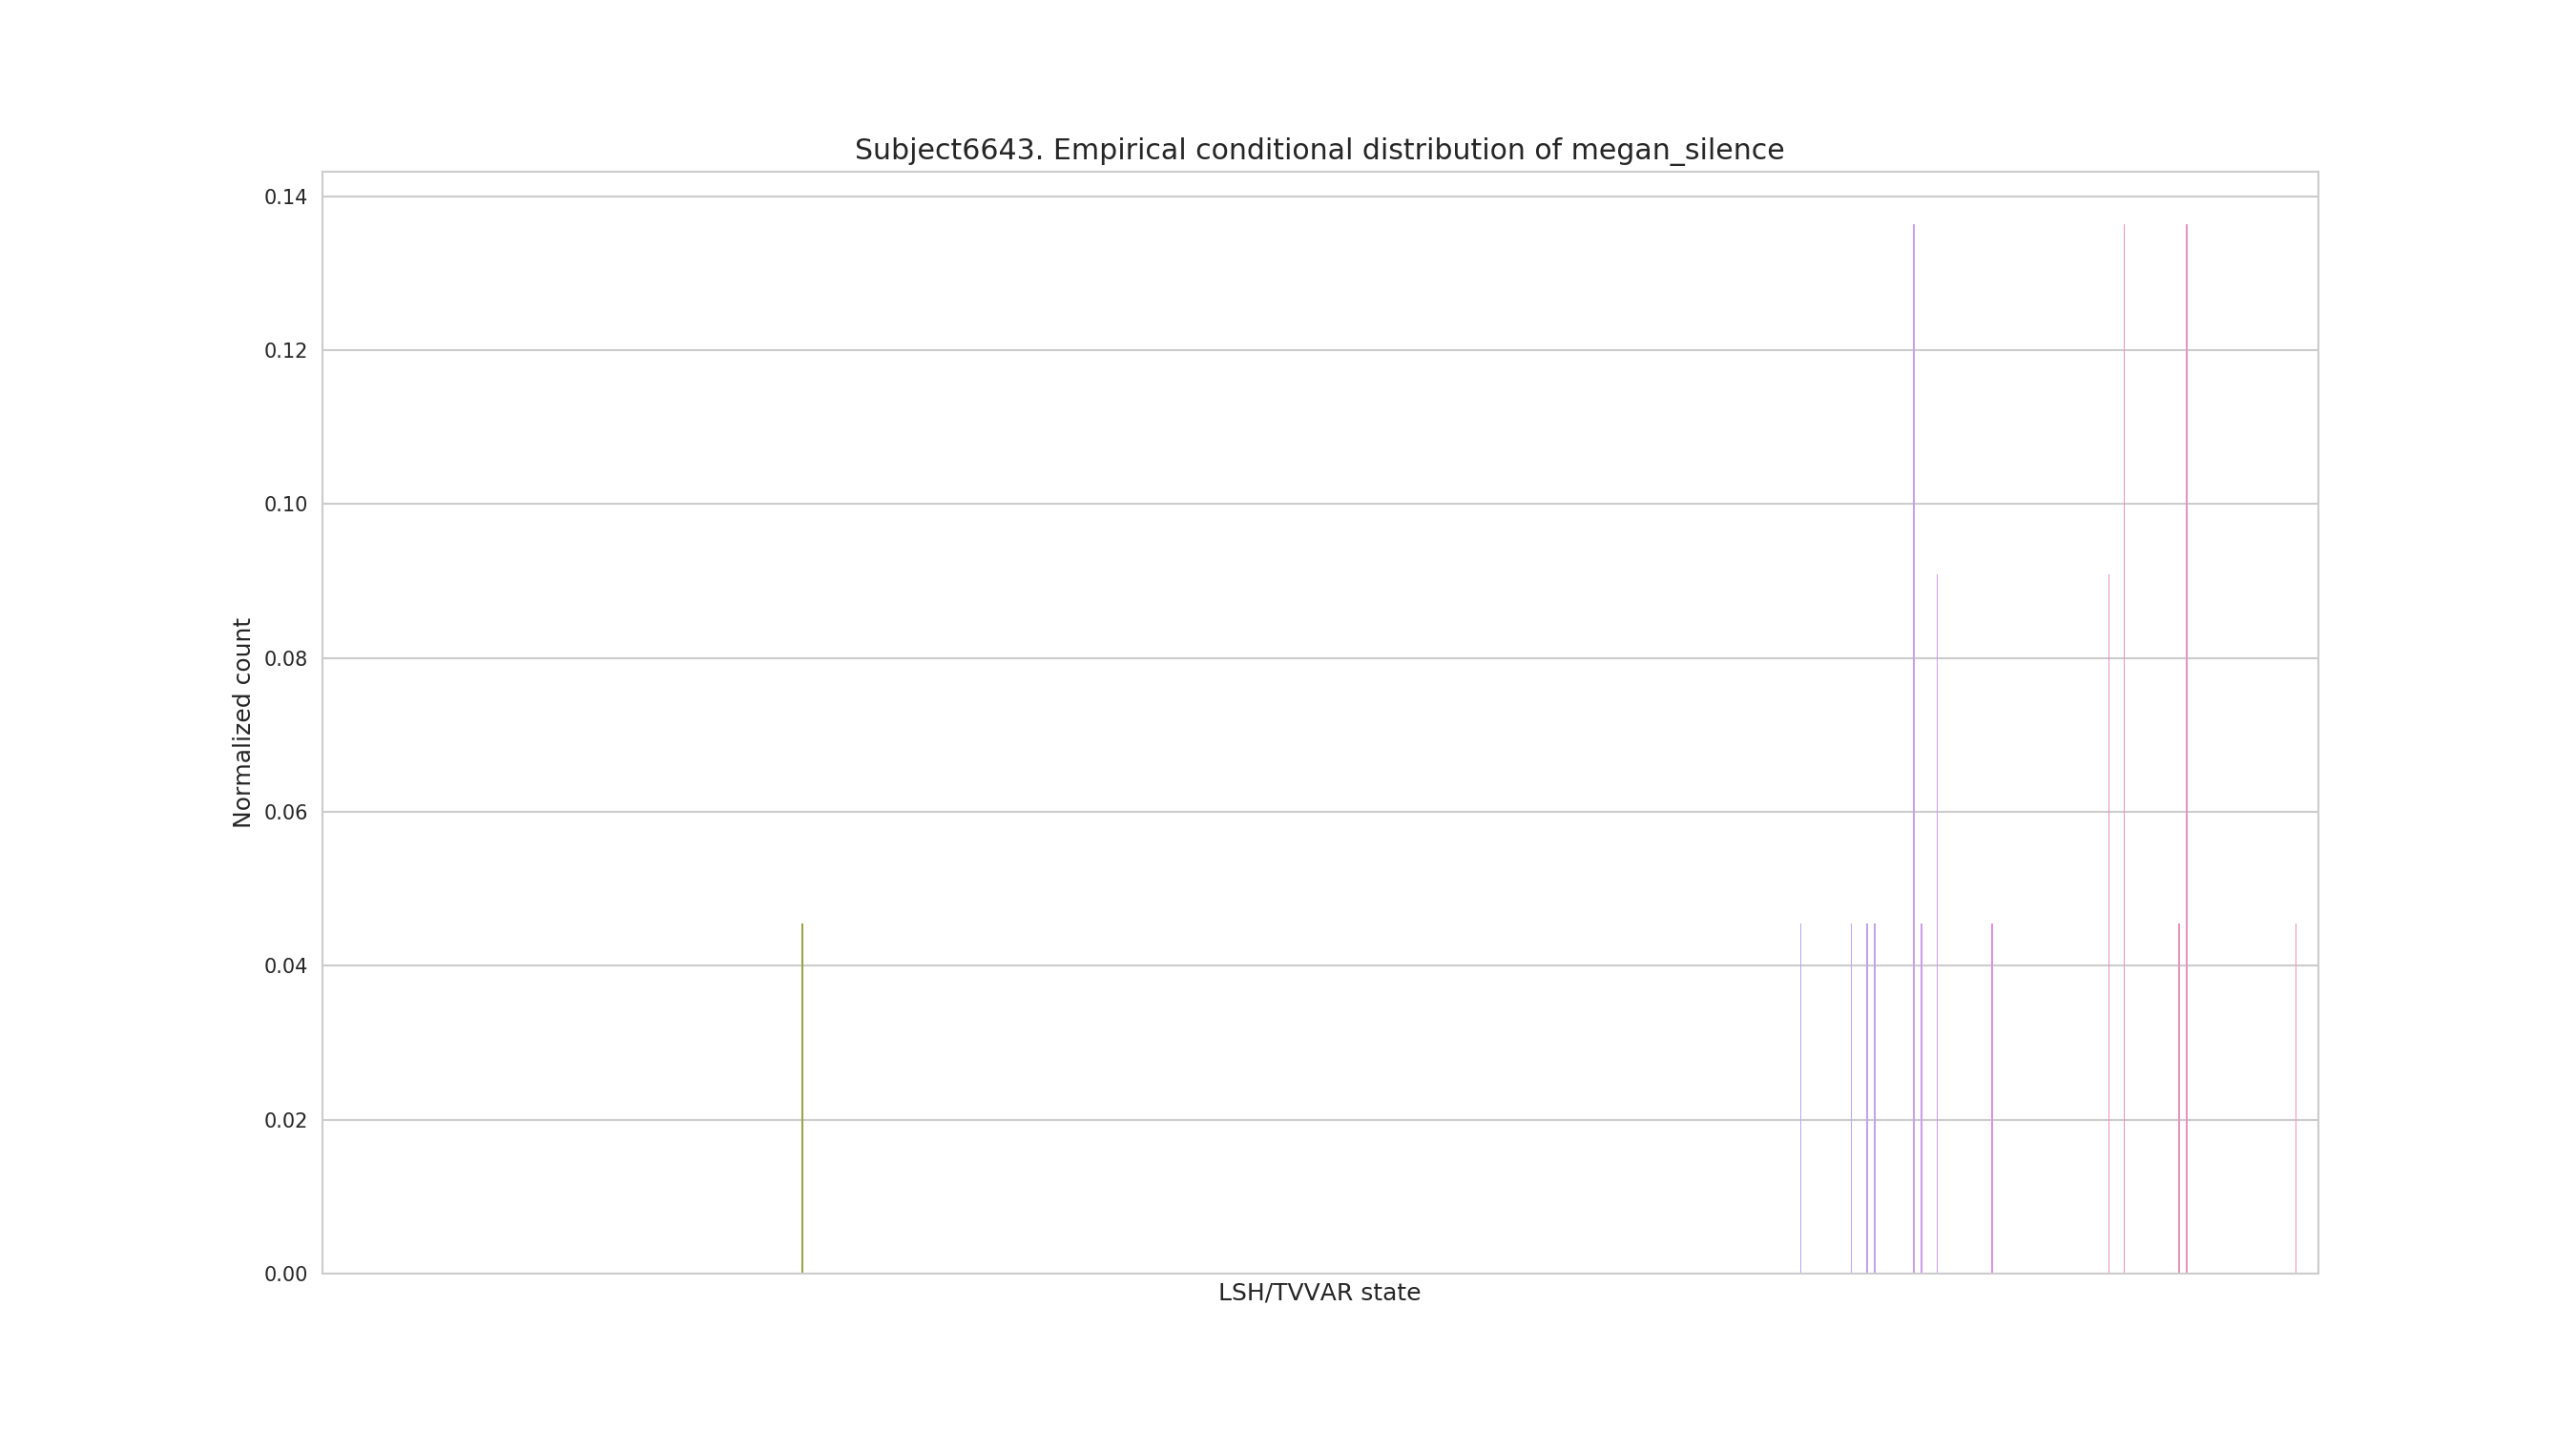 Subject6643. Empirical conditional distribution of megan_silence
0.14
0.12
0.10
0.08
0.06
0.04
0.02
0.00
Normalized count
LSH/TVVAR state